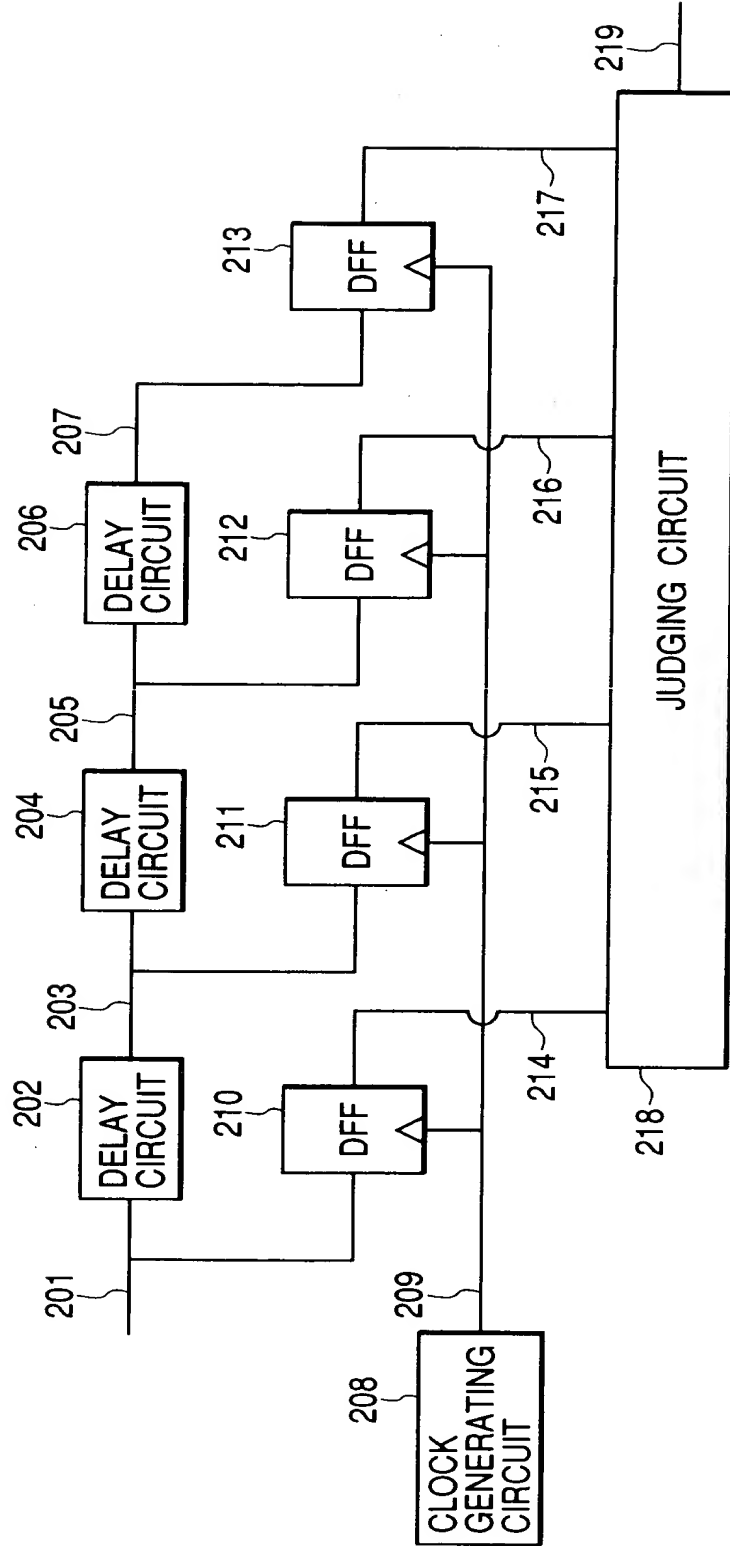 201
202
DELAY
CIRCUIT
203
204
DELAY
CIRCUIT
205
206
DELAY
CIRCUIT
207
210
DFF
211
DFF
212
DFF
213
DFF
208
CLOCK
GENERATING
CIRCUIT
209
214
215
216
217
218
JUDGING CIRCUIT
219